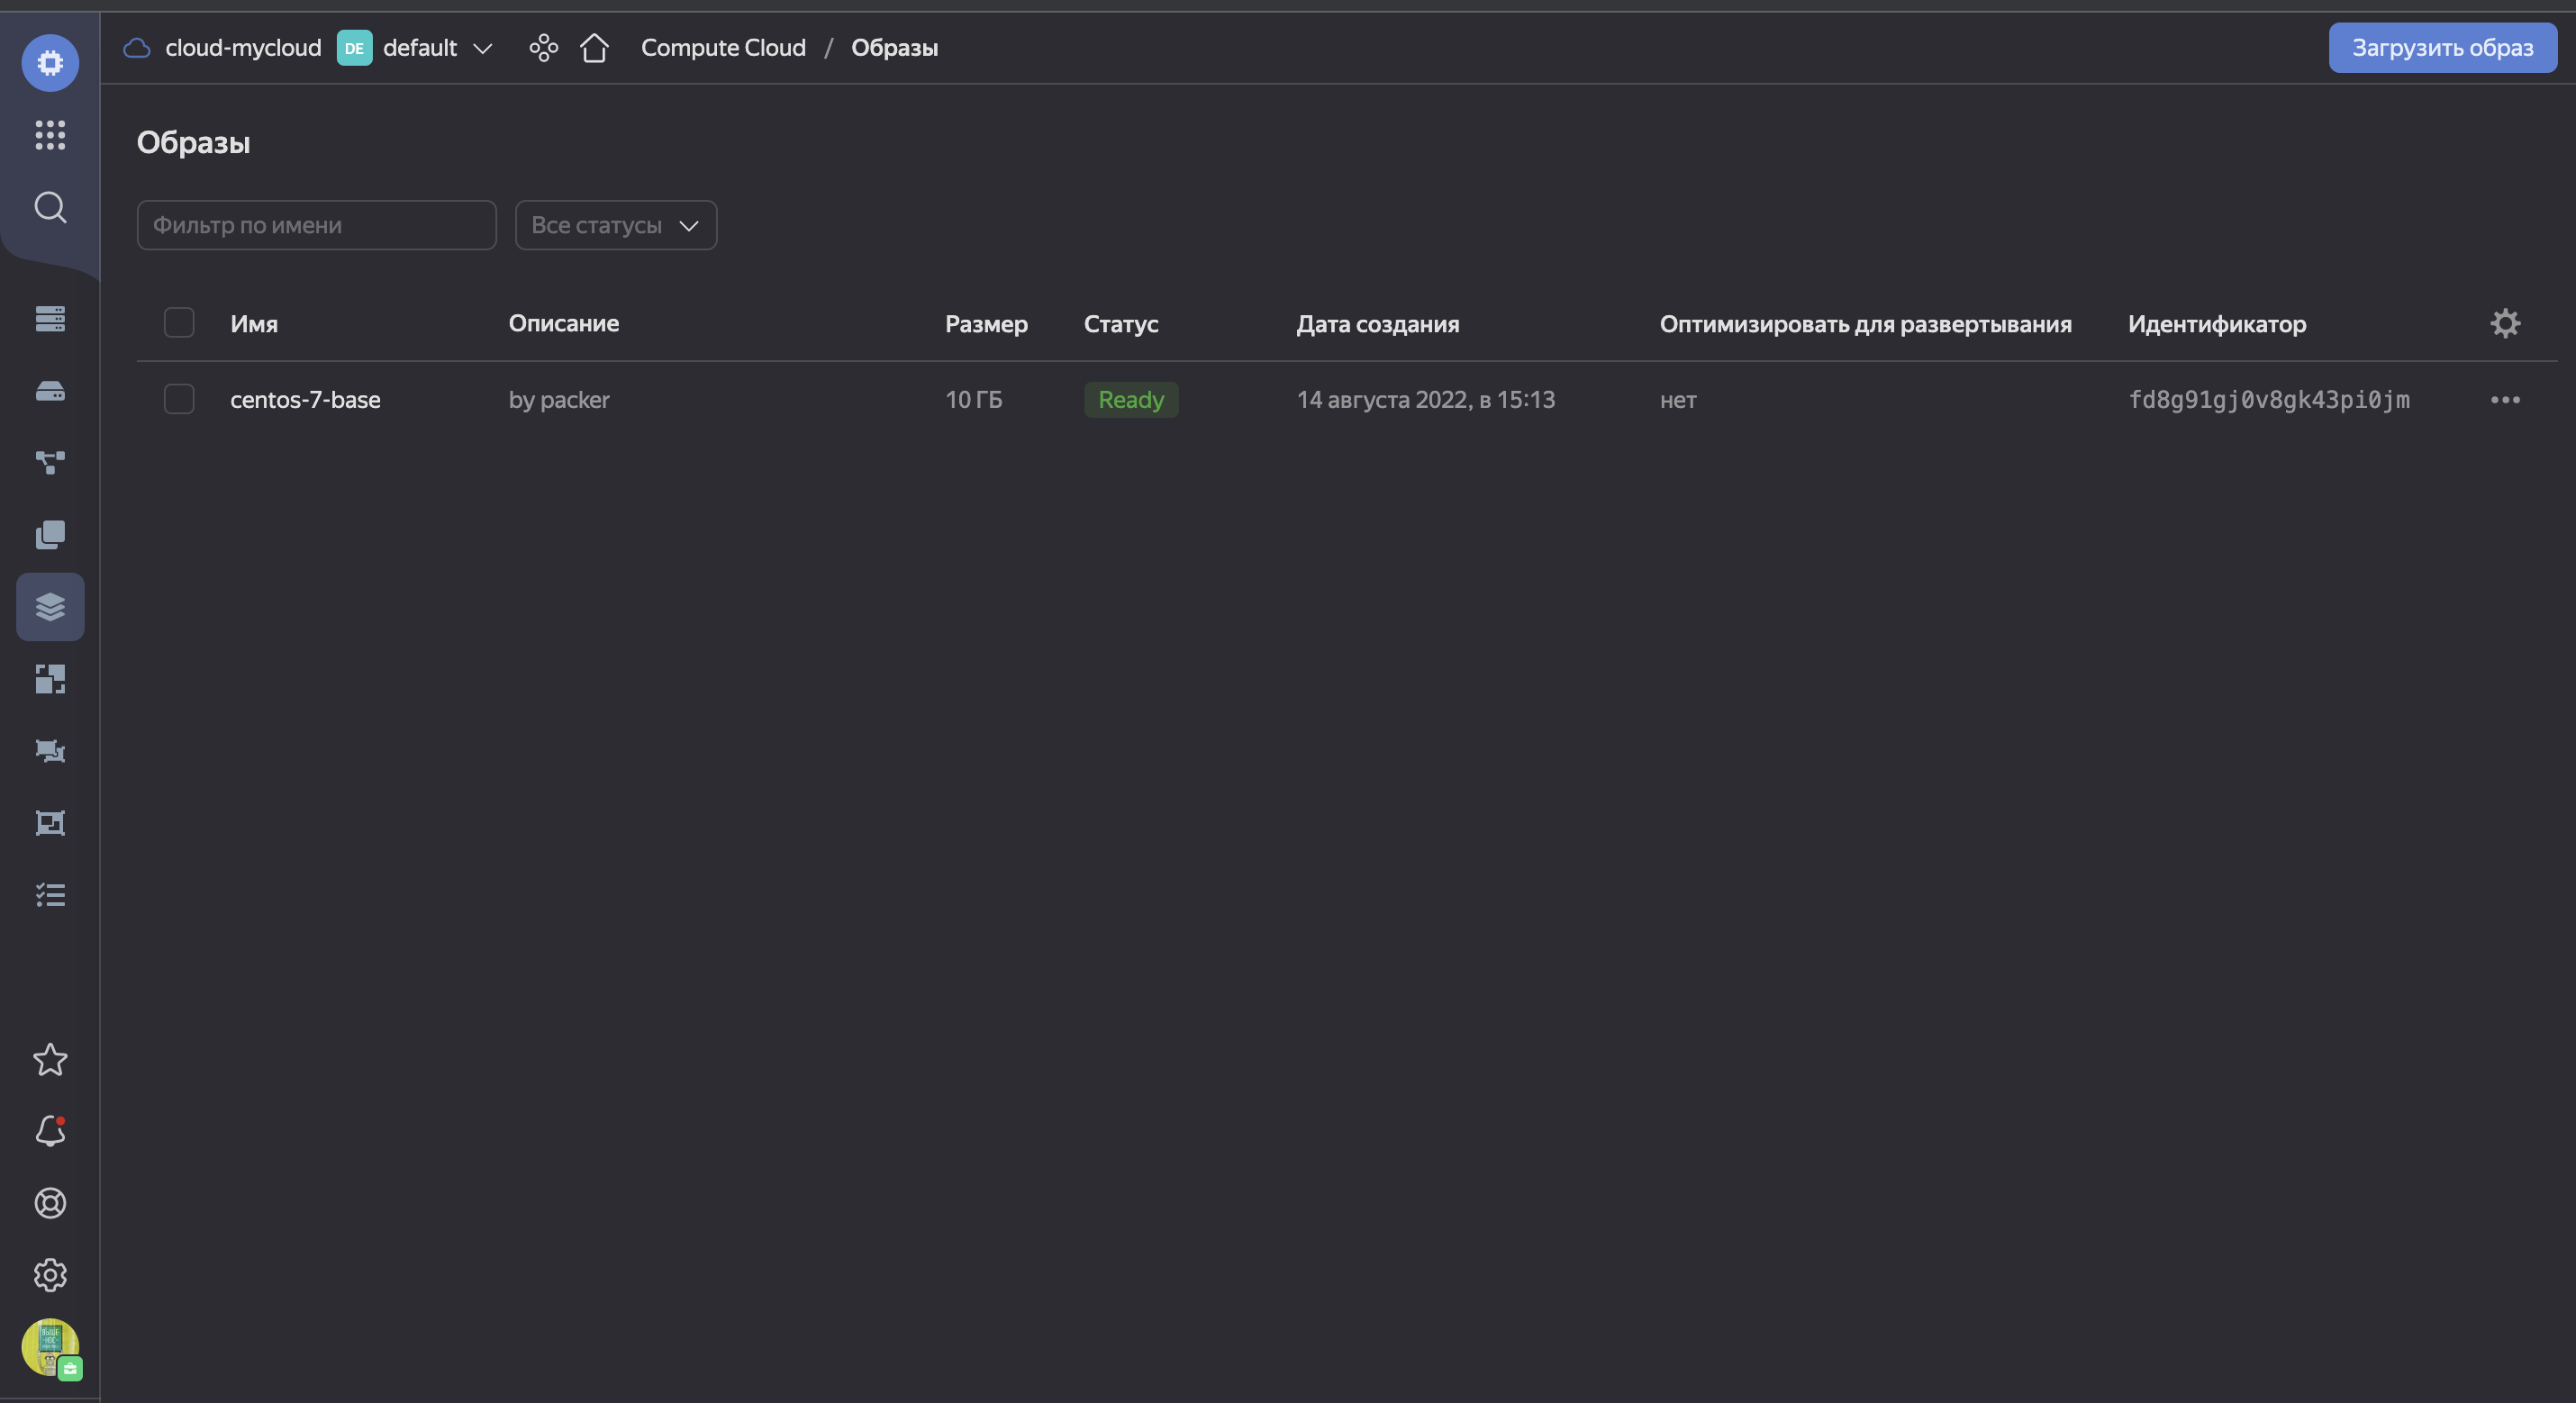 cloud-mycloud DE default Compute Cloud / Образы Загрузить образ
Образы
Фильтр по имени Все статусы
Имя Описание Размер Статус Дата создания Оптимизировать для развертывания Идентификатор
centos-7-base by packer 10 ГБ Ready 14 августа 2022, в 15:13 нет fd8g91gj0v8gk43pi0jm